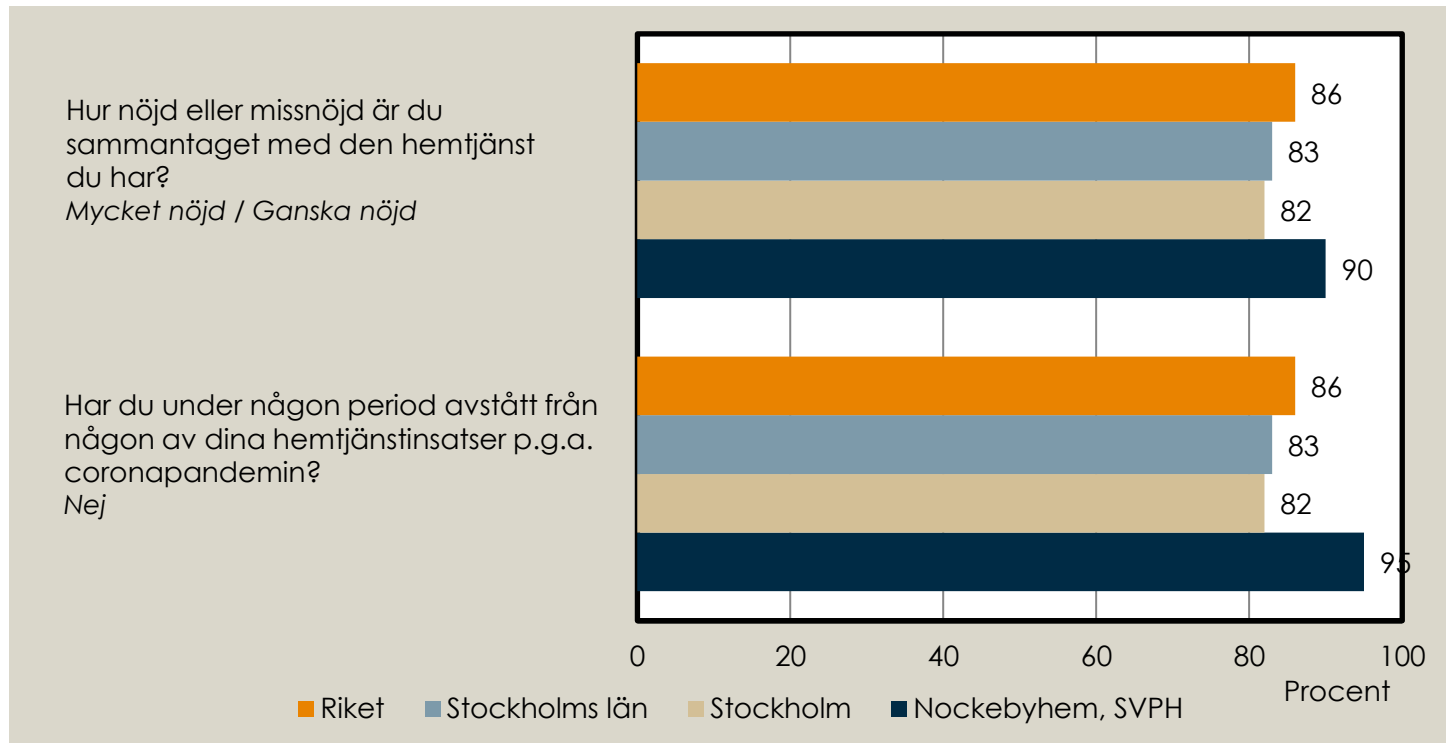 Hur nöjd eller missnöjd är du
sammantaget med den hemtjänst
du har?
Mycket nöjd / Ganska nöjd
86
83
82
90
Har du under någon period avstått från
någon av dina hemtjänstinsatser p.g.a.
coronapandemin?
Nej
86
83
82
95
0 20 40 60 80 100
Procent
Riket Stockholms län Stockholm Nockebyhem, SVPH